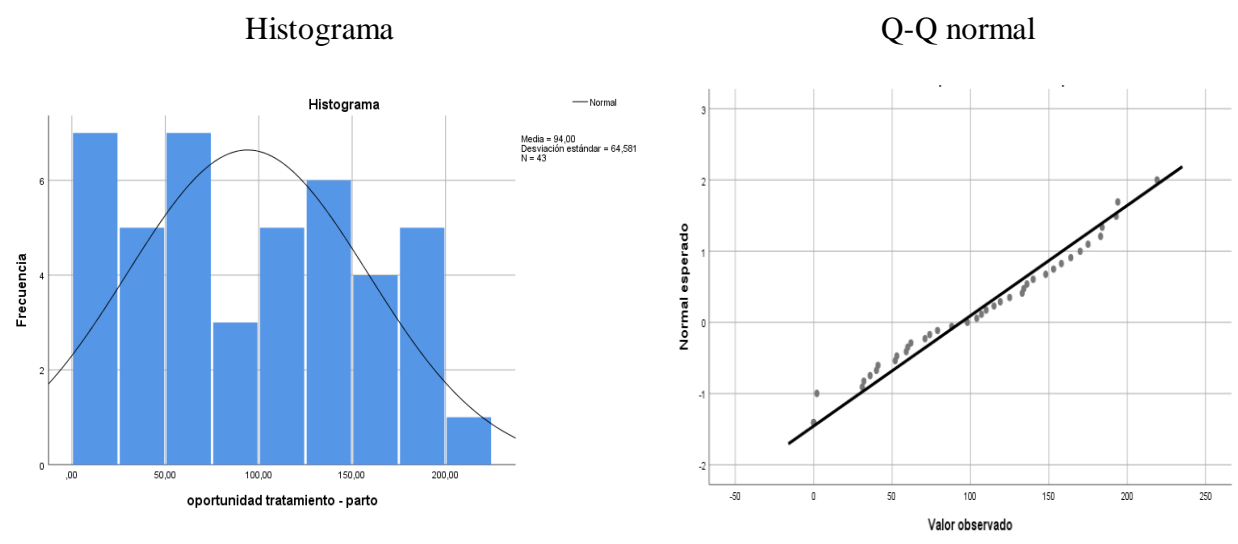 Histograma
Q-Q normal
Histograma
Normal
Media = 94,00
Desviación estándar = 64,581
N = 43
Frecuencia
6
4
2
0
,00
50,00
100,00
150,00
200,00
oportunidad tratamiento - parto
Normal esperado
3
2
1
0
-1
-2
-50
0
50
100
150
200
250
Valor observado